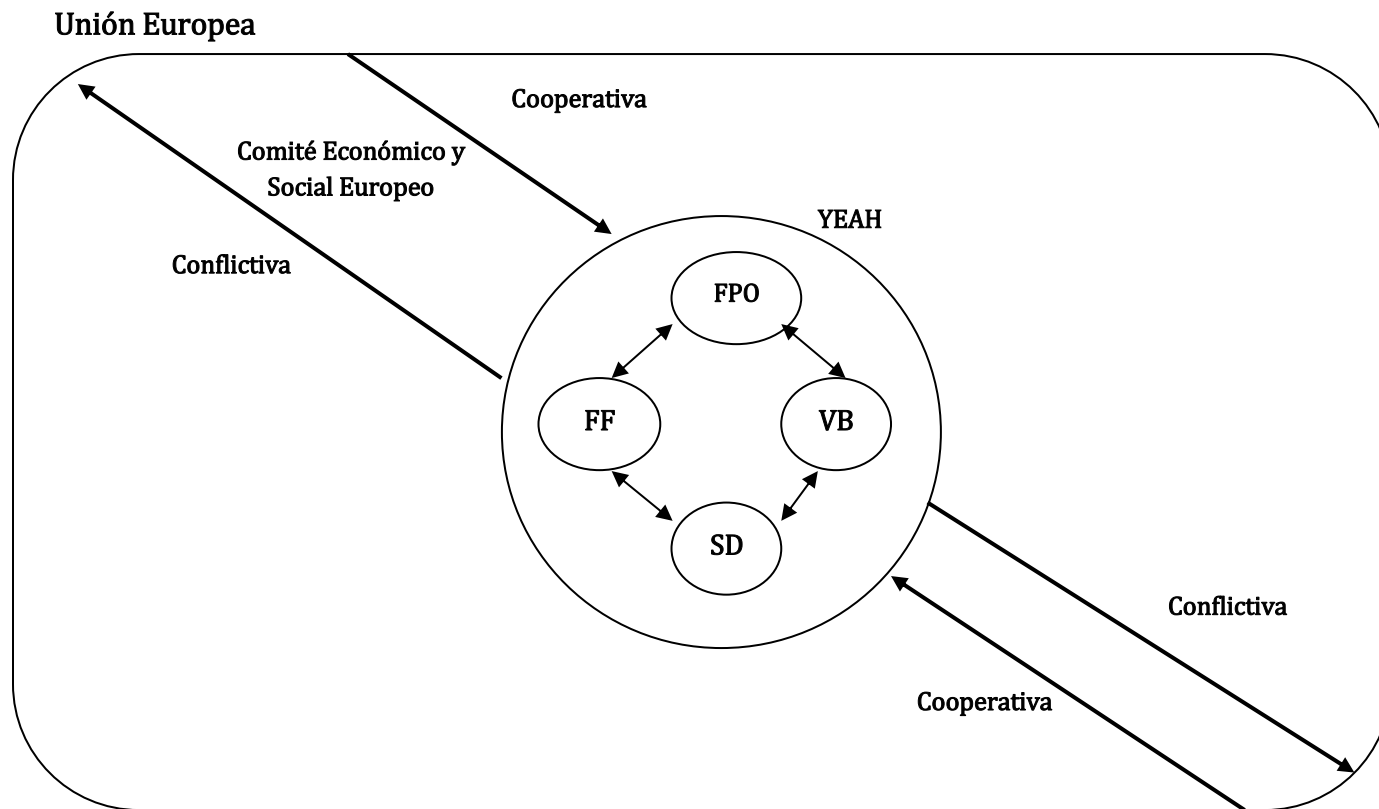 Unión Europea
Cooperativa
Comité Económico y
Social Europeo
YEAH
Conflictiva
FPO
FF
VB
SD
Conflictiva
Cooperativa